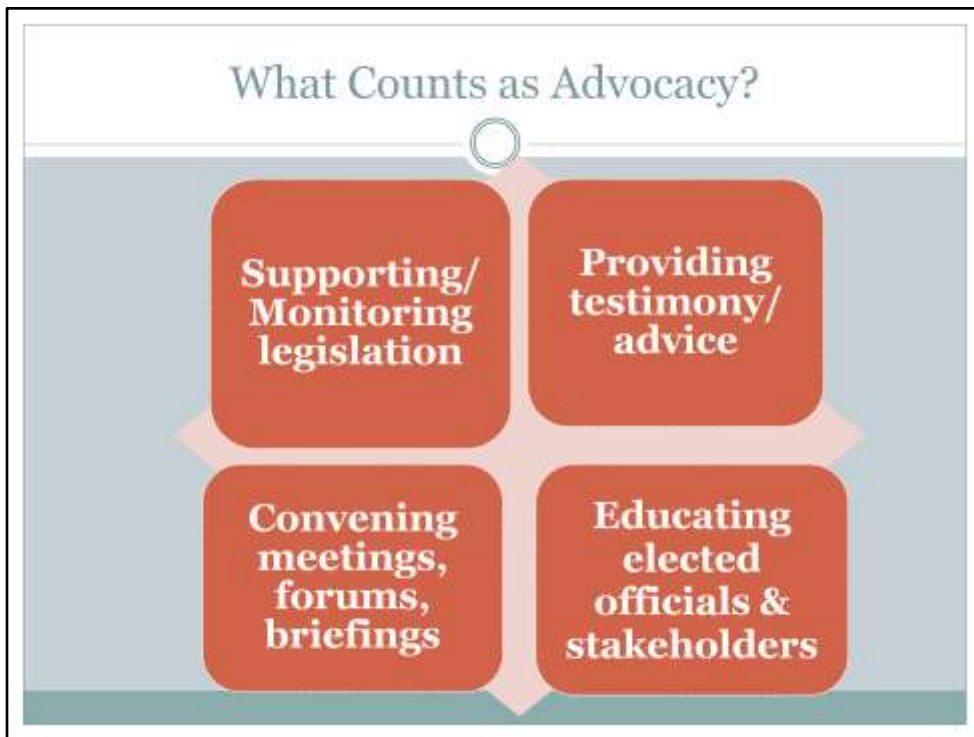 What Counts as Advocacy?
Supporting/
Monitoring
legislation
Providing
testimony/
advice
Convening
meetings,
forums,
briefings
Educating
elected
officials &
stakeholders